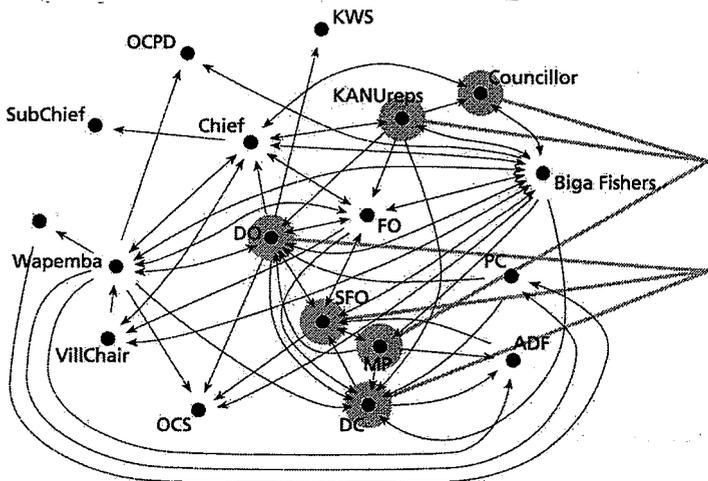 KWS
OCPD
Councillor
KANUreps
SubChief
Chief
Biga Fishers
FO
DO
Wapemba
PC
SFO
ADF
MP
VillChair
DC
OCS